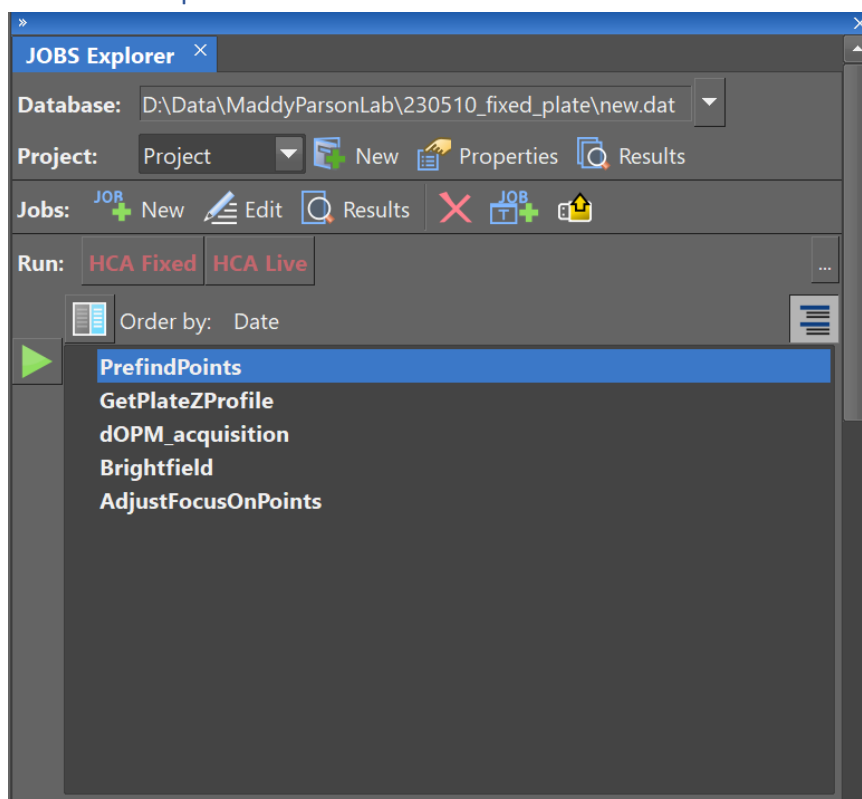 JOBS Explorer
Database: D:\Data\MaddyParsonLab\230510_fixed_plate\new.dat
Project: Project New Properties Results
Jobs: JOB New Edit Results JOB T
Run: HCA Fixed HCA Live ...
Order by: Date
PrefindPoints
GetPlateZProfile
dOPM_acquisition
Brightfield
AdjustFocusOnPoints